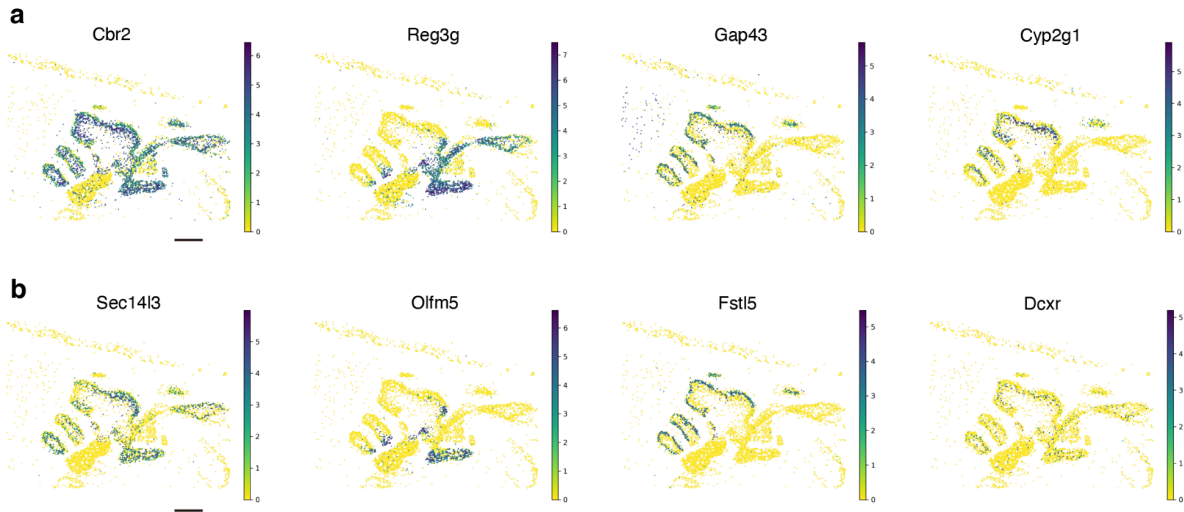 a
Cbr2 Reg3g Gap43 Cyp2g1
6 7 5 5
5 6 4 4
4 5 3 3
3 4 2 2
2 3 1 1
1 2 0 0
0 1
0
b
Sec14l3 Olfm5 Fstl5 Dcxr
5 6 5 5
4 5 4 4
3 4 3 3
2 3 2 2
1 2 1 1
0 1 0 0
0